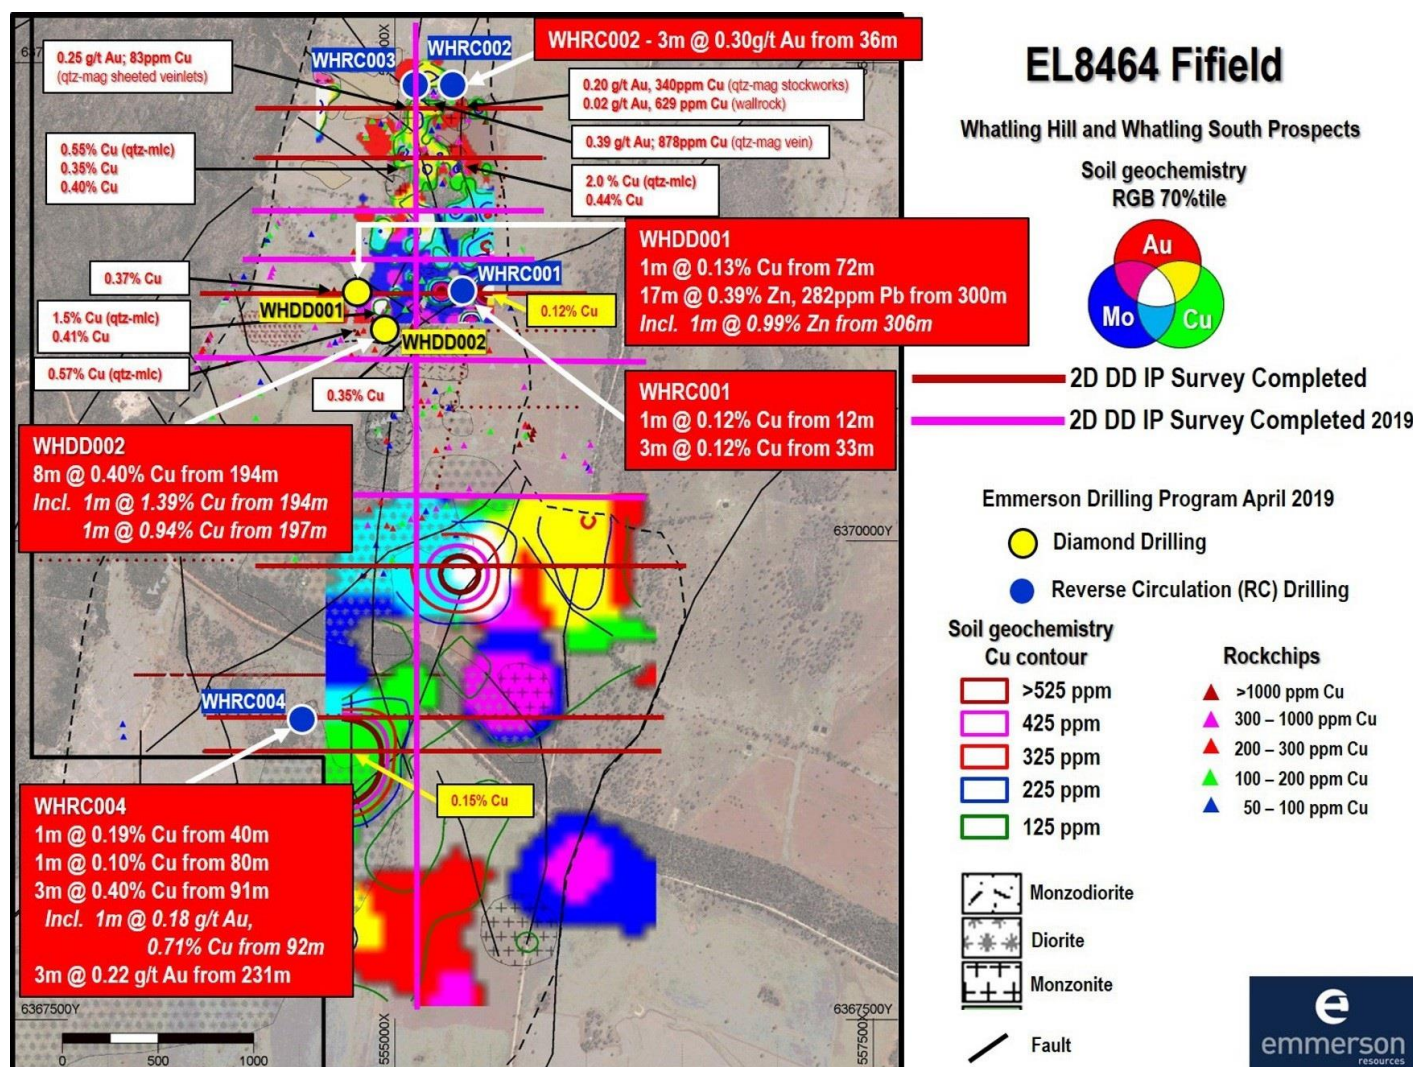 0.25 g/t Au; 83ppm Cu
(qtz-mag sheeted veinlets)
WHRC003
WHRC002
WHRC002 - 3m @ 0.30g/t Au from 36m
0.20 g/t Au, 340ppm Cu (qtz-mag stockworks)
0.02 g/t Au, 629 ppm Cu (wallrock)
0.39 g/t Au; 878ppm Cu (qtz-mag vein)
0.55% Cu (qtz-mlc)
0.35% Cu
0.40% Cu
2.0 % Cu (qtz-mlc)
0.44% Cu
WHDD001
1m @ 0.13% Cu from 72m
17m @ 0.39% Zn, 282ppm Pb from 300m
Incl. 1m @ 0.99% Zn from 306m
0.37% Cu
WHRC001
WHDD001
0.12% Cu
1.5% Cu (qtz-mlc)
0.41% Cu
WHDD002
0.57% Cu (qtz-mlc)
0.35% Cu
WHRC001
1m @ 0.12% Cu from 12m
3m @ 0.12% Cu from 33m
WHDD002
8m @ 0.40% Cu from 194m
Incl. 1m @ 1.39% Cu from 194m
1m @ 0.94% Cu from 197m
6370000Y
WHRC004
0.15% Cu
WHRC004
1m @ 0.19% Cu from 40m
1m @ 0.10% Cu from 80m
3m @ 0.40% Cu from 91m
Incl. 1m @ 0.18 g/t Au,
0.71% Cu from 92m
3m @ 0.22 g/t Au from 231m
6367500Y
0 500 1000
555000X
557500X
EL8464 Fifield
Whatling Hill and Whatling South Prospects
Soil geochemistry
RGB 70%tile
Au
Mo
Cu
2D DD IP Survey Completed
2D DD IP Survey Completed 2019
Emmerson Drilling Program April 2019
Diamond Drilling
Reverse Circulation (RC) Drilling
Soil geochemistry
Cu contour
>525 ppm
425 ppm
325 ppm
225 ppm
125 ppm
Rockchips
>1000 ppm Cu
300 – 1000 ppm Cu
200 – 300 ppm Cu
100 – 200 ppm Cu
50 – 100 ppm Cu
Monzodiorite
Diorite
Monzonite
Fault
e
emmerson
resources